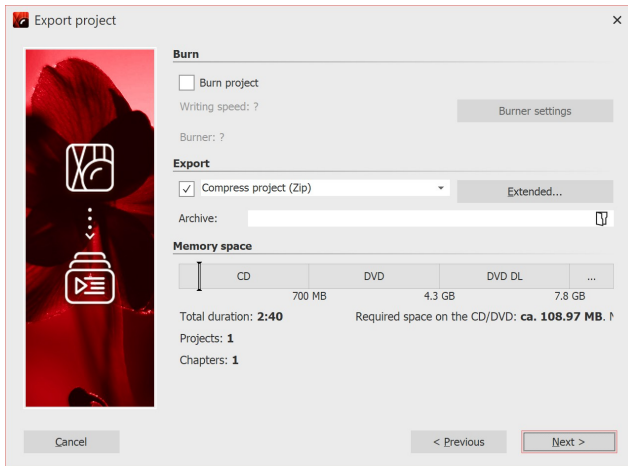 Export project
Burn
Burn project
Writing speed: ?
Burner settings
Burner: ?
Export
Compress project (Zip)
Extended...
Archive:
Memory space
CD DVD DVD DL ...
700 MB 4.3 GB 7.8 GB
Total duration: 2:40 Required space on the CD/DVD: ca. 108.97 MB.
Projects: 1
Chapters: 1
Cancel < Previous Next >